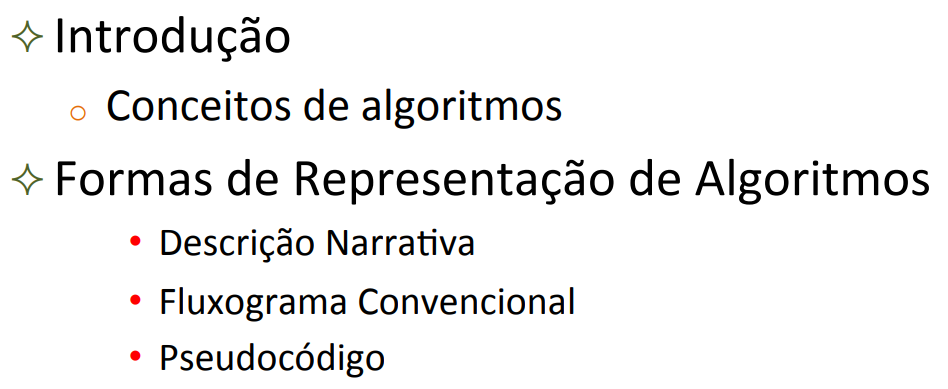 Introdução
Conceitos de algoritmos
Formas de Representação de Algoritmos
Descrição Narrativa
Fluxograma Convencional
Pseudocódigo